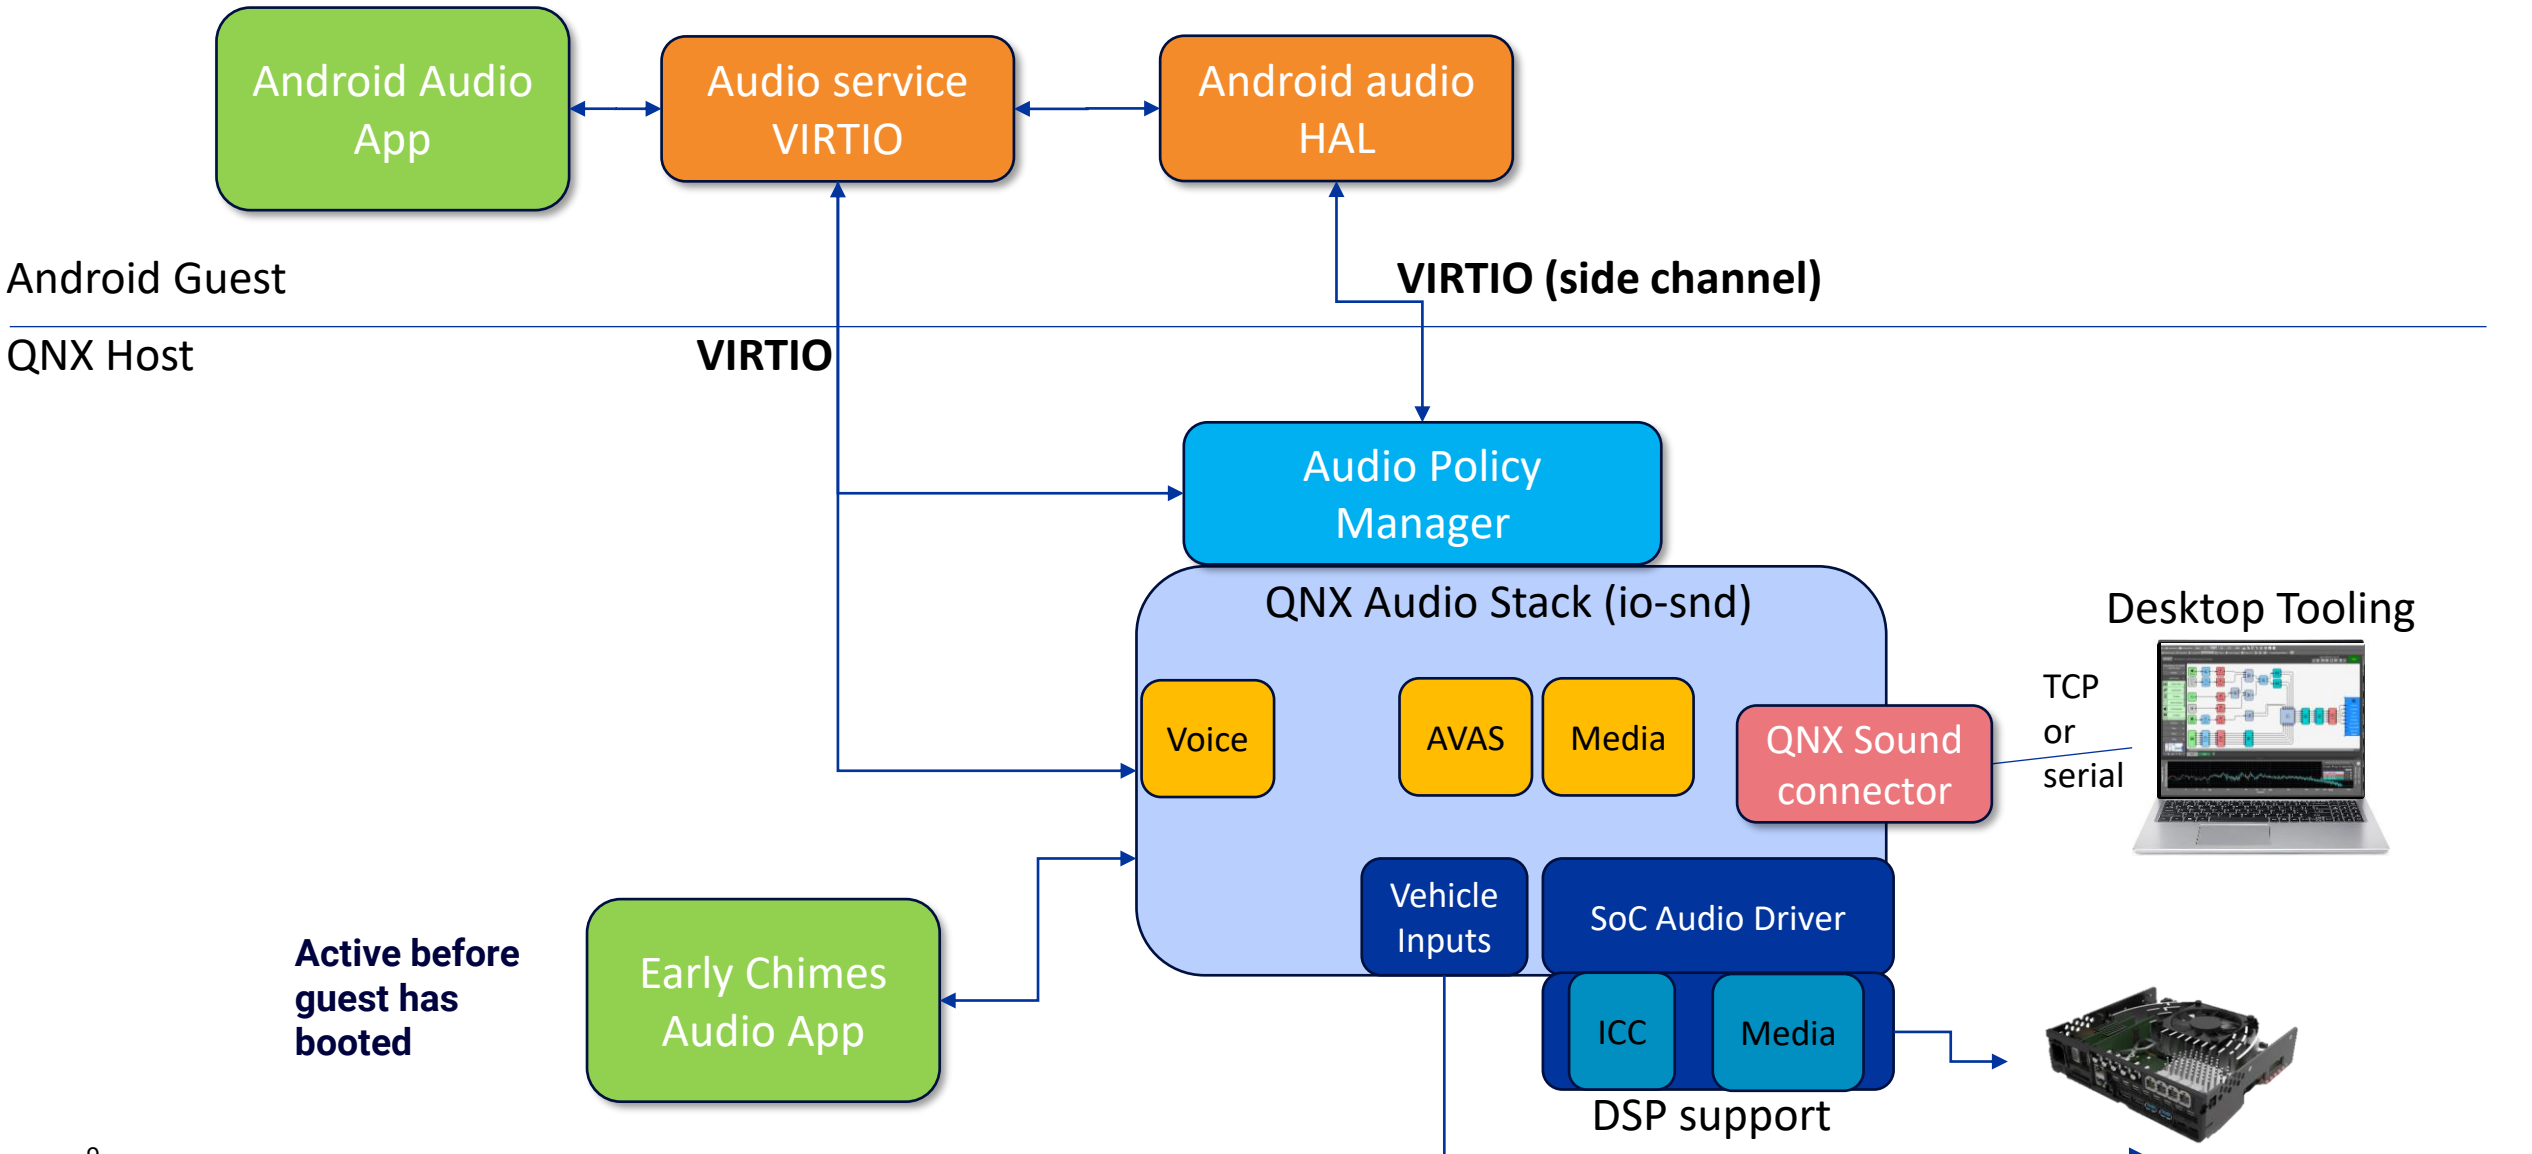 Android Audio
App
Audio service
VIRTIO
Android audio
HAL
Android Guest
VIRTIO (side channel)
QNX Host
VIRTIO
Audio Policy
Manager
QNX Audio Stack (io-snd)
Desktop Tooling
Voice
AVAS
Media
QNX Sound
connector
TCP
or
serial
Vehicle
Inputs
SoC Audio Driver
Active before
guest has
booted
Early Chimes
Audio App
ICC
Media
DSP support